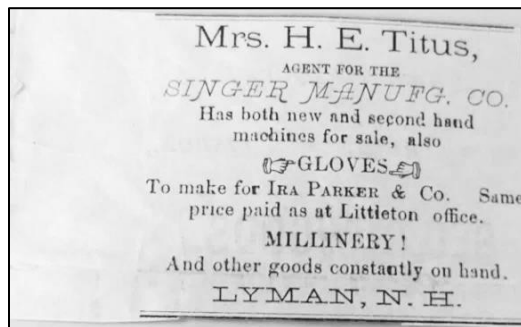 Mrs. H. E. Titus,
AGENT FOR THE
SINGER MANUFG. CO.
Has both new and second hand
machines for sale, also
GLOVES
To make for IRA PARKER & Co. Same
price paid as at Littleton office.
MILLINERY!
And other goods constantly on hand.
LYMAN, N. H.